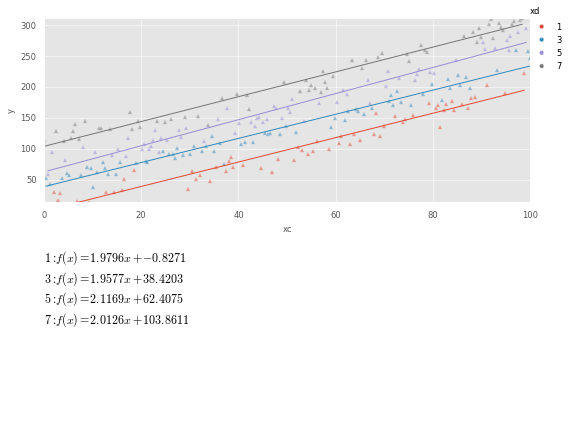 xd
1
3
5
7
300
250
200
150
100
50
y
0 20 40 60 80 100
xc
1 : f(x) = 1.9796x + −0.8271
3 : f(x) = 1.9577x + 38.4203
5 : f(x) = 2.1169x + 62.4075
7 : f(x) = 2.0126x + 103.8611